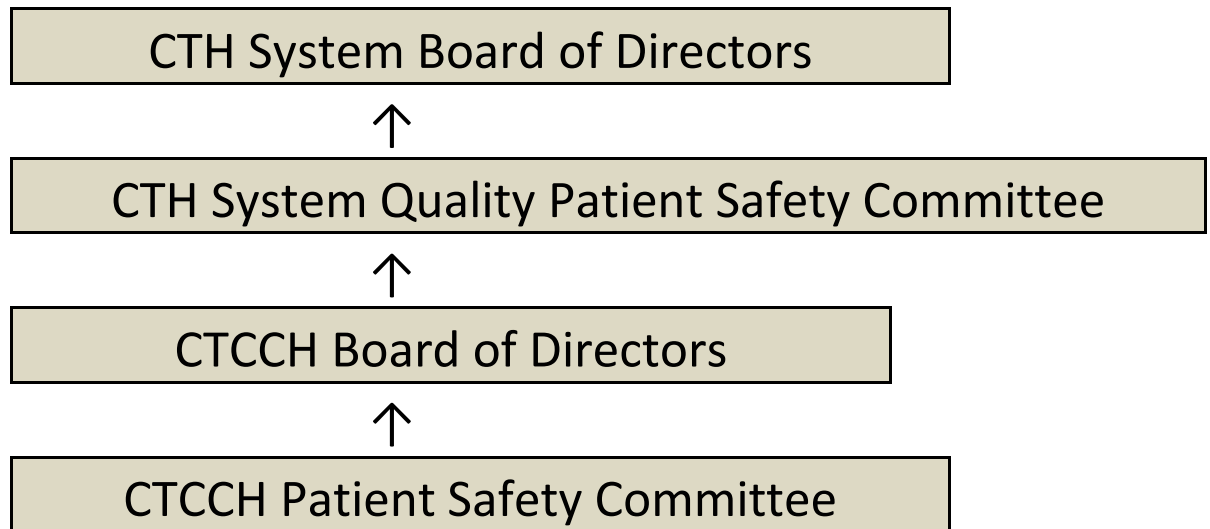 CTH System Board of Directors
CTH System Quality Patient Safety Committee
CTCCH Board of Directors
CTCCH Patient Safety Committee